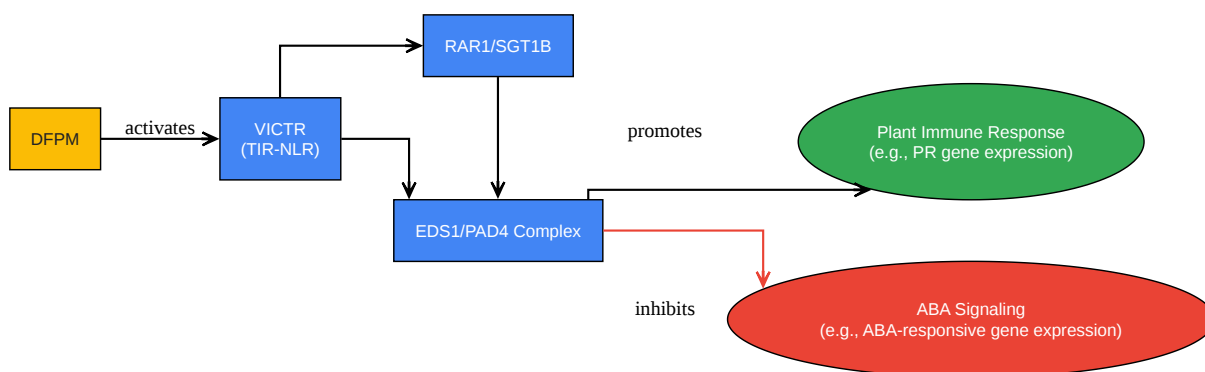 RAR1/SGT1B
DFPM
activates
VICTR
(TIR-NLR)
promotes
Plant Immune Response
(e.g., PR gene expression)
EDS1/PAD4 Complex
inhibits
ABA Signaling
(e.g., ABA-responsive gene expression)